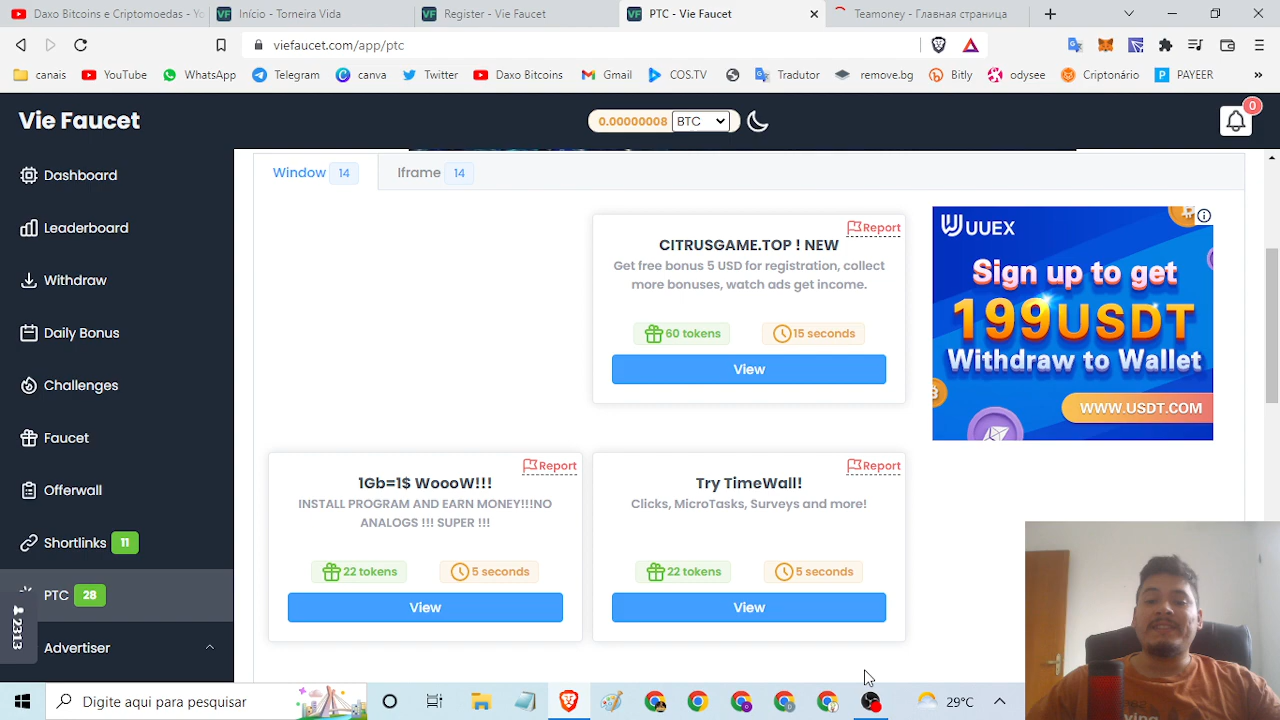 Daxo Bitcoins e Criptomoedas - Yo
Início - Torneira Vida
Register - Vie Faucet
PTC - Vie Faucet
Teamoney - Главная страница
viefaucet.com/app/ptc
canais
YouTube
WhatsApp
Telegram
canva
Twitter
Daxo Bitcoins
Gmail
COS.TV
Tradutor
remove.bg
Bitly
odysee
Criptonário
PAYEER
Vie Faucet
0.00000008
BTC
0
Dashboard
Leaderboard
Withdraw
Daily Bonus
Challenges
Faucet
Offerwall
Shortlinks 11
PTC 28
Advertiser
2313
Window 14
Iframe 14
Report
CITRUSGAME.TOP ! NEW
Get free bonus 5 USD for registration, collect
more bonuses, watch ads get income.
60 tokens
15 seconds
View
Report
1Gb=1$ WoooW!!!
INSTALL PROGRAM AND EARN MONEY!!!NO
ANALOGS !!! SUPER !!!
22 tokens
5 seconds
View
Report
Try TimeWall!
Clicks, MicroTasks, Surveys and more!
22 tokens
5 seconds
View
UUEX
Sign up to get
199USDT
Withdraw to Wallet
WWW.USDT.COM
Digite aqui para pesquisar
29°C